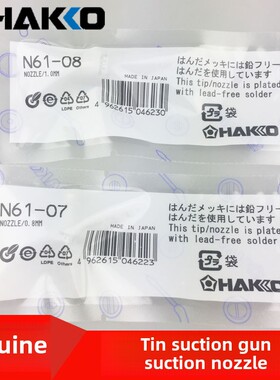 HAKKO
N61-08
NOZZLE/1.0MM
MADE IN JAPAN
LDPE Others
4 962615 046230
はんだメッキには鉛フリー
はんだを使用しています
This tip/nozzle is plated
with lead-free solder
袋
HAKKO
N61-07
NOZZLE/0.8MM
MADE IN JAPAN
LDPE Others
4 962615 046223
はんだメッキには鉛フリー
はんだを使用しています
This tip/nozzle is plated
with lead-free solder
袋
HAKKO
uine
Tin suction gun
suction nozzle